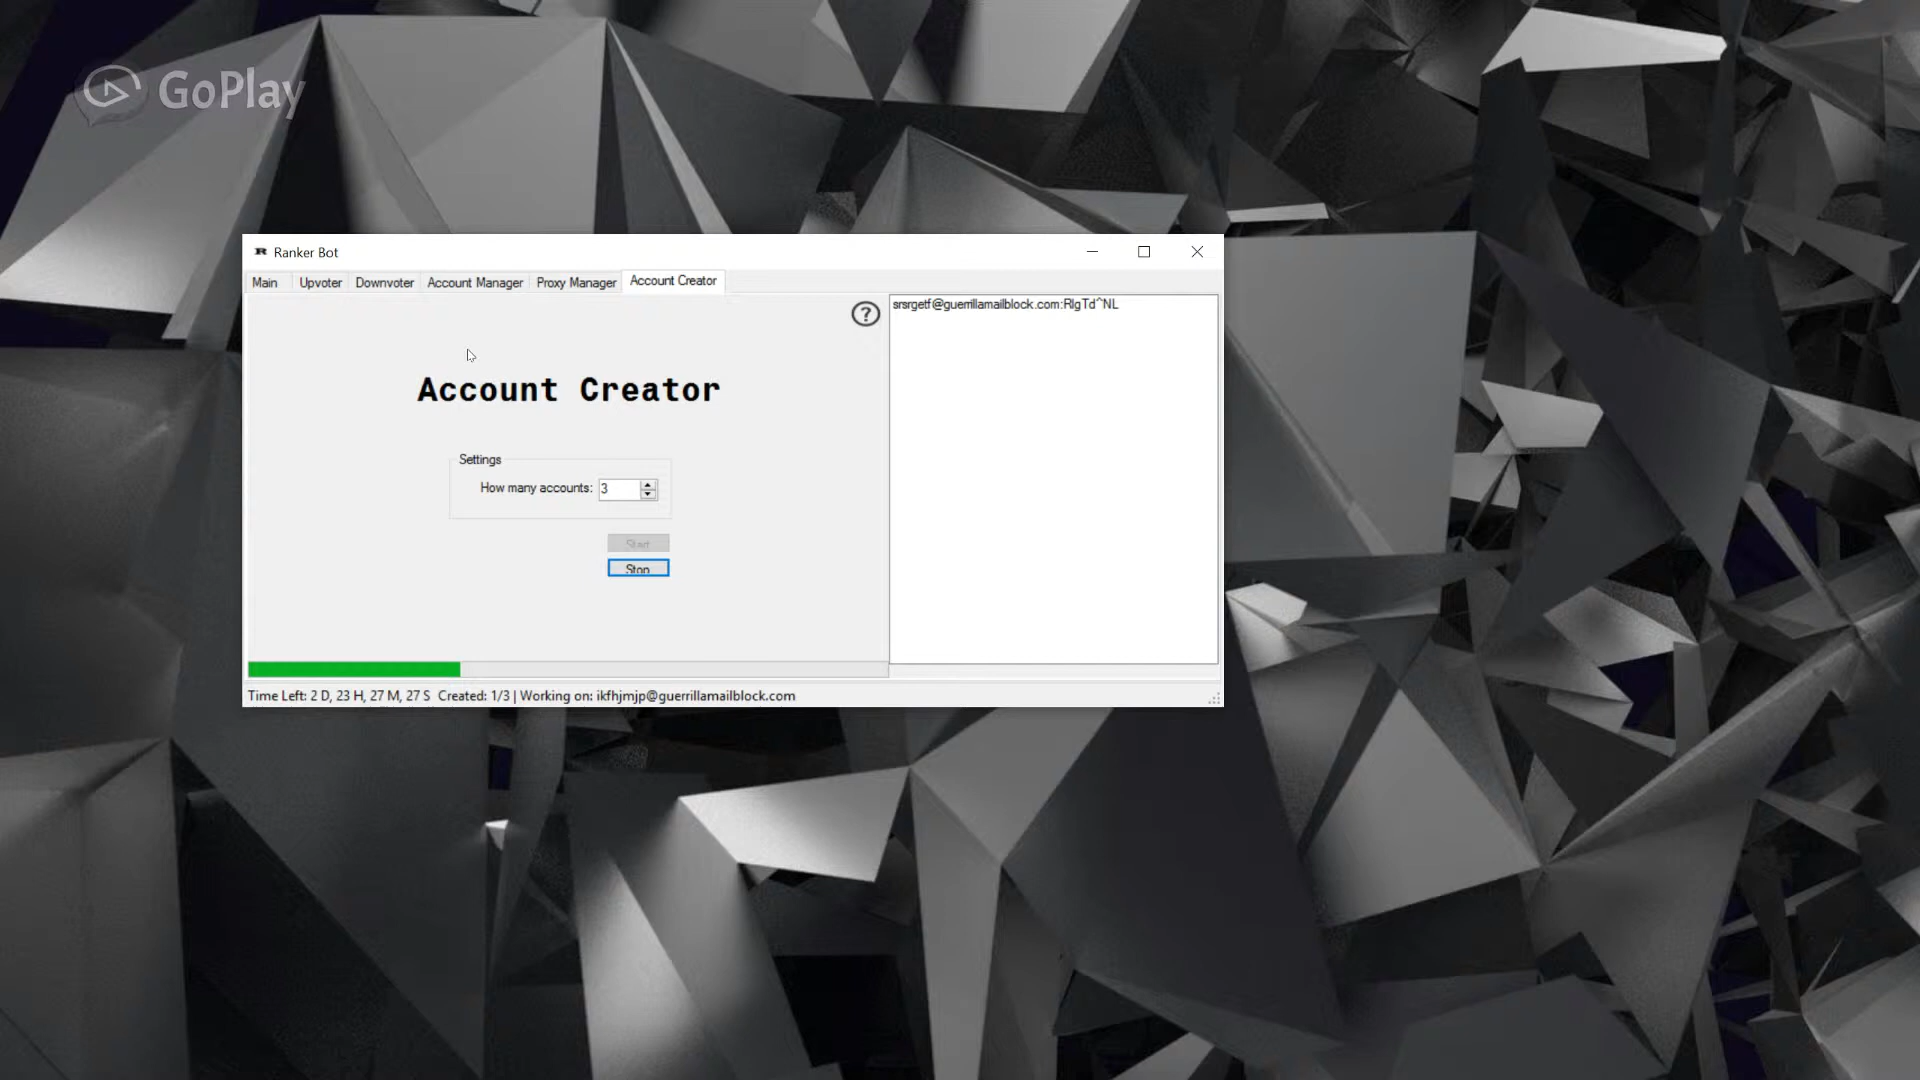 GoPlay
Ranker Bot
Main Upvoter Downvoter Account Manager Proxy Manager Account Creator
srsrgetf@guerrillamailblock.com:RlgTd^NL
?
Account Creator
Settings
How many accounts: 3
Start
Stop
Time Left: 2 D, 23 H, 27 M, 27 S Created: 1/3 | Working on: ikfhjmjp@guerrillamailblock.com